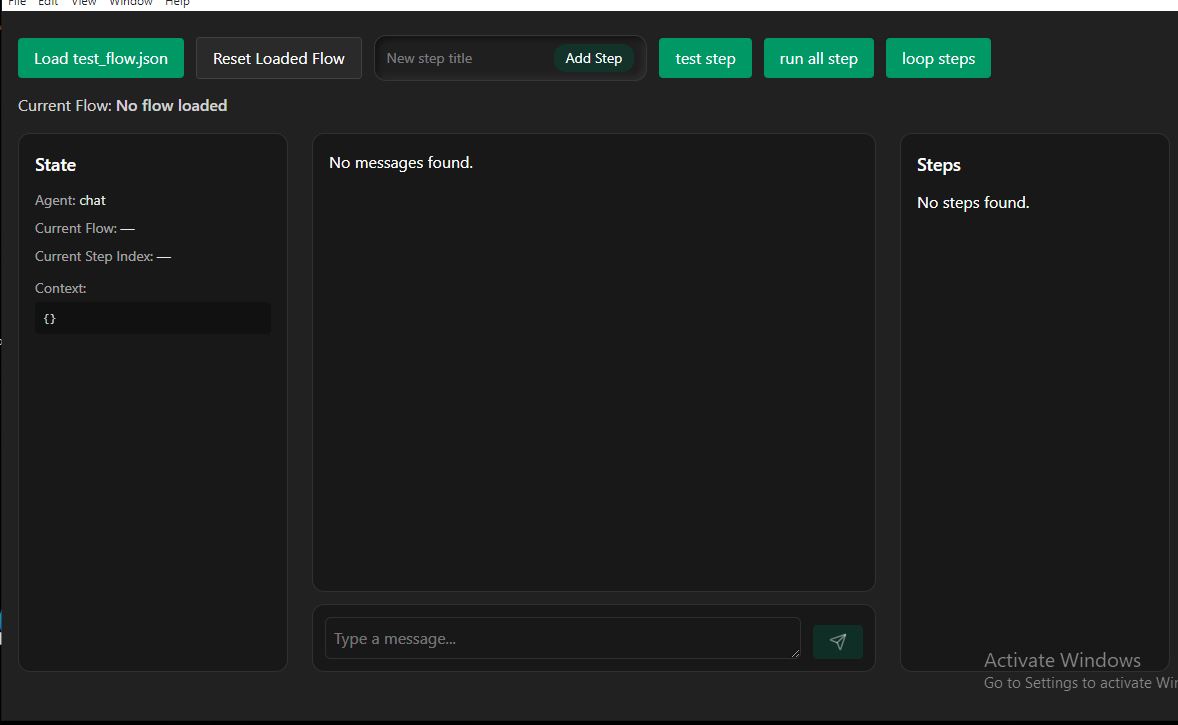 File Edit View Window Help
Load test_flow.json Reset Loaded Flow New step title Add Step test step run all step loop steps
Current Flow: No flow loaded
State
Agent: chat
Current Flow: —
Current Step Index: —
Context:
{}
No messages found.
Type a message...
Steps
No steps found.
Activate Windows
Go to Settings to activate Win